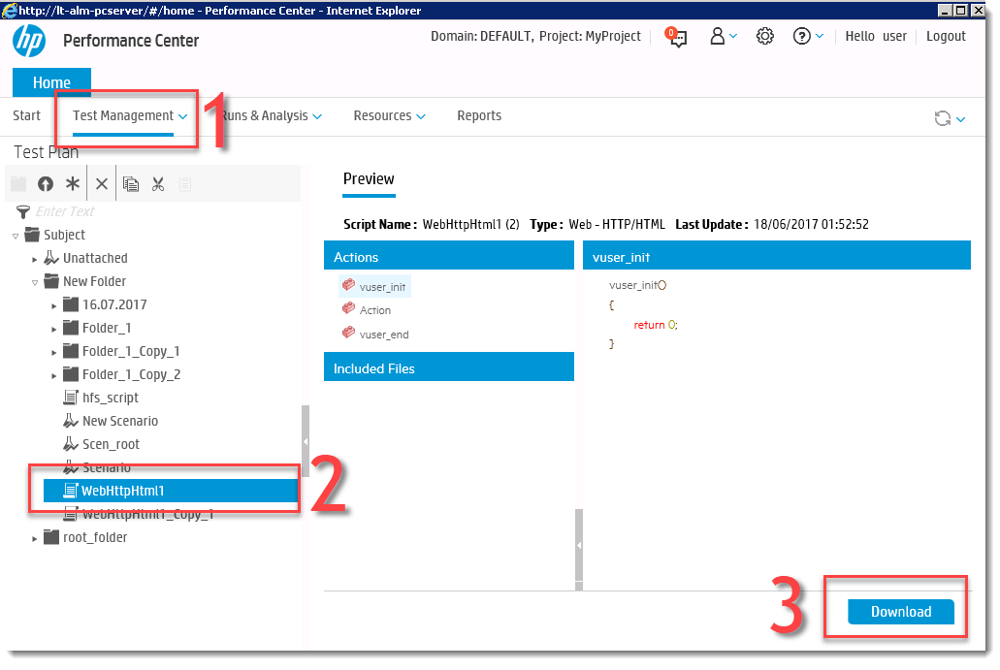 http://lt-alm-pcserver/#/home - Performance Center - Internet Explorer
hp Performance Center
Domain: DEFAULT, Project: MyProject
0
?
Hello user
Logout
Home
Start
Test Management
1
Runs & Analysis
Resources
Reports
Test Plan
Enter Text
Subject
Unattached
New Folder
16.07.2017
Folder_1
Folder_1_Copy_1
Folder_1_Copy_2
hfs_script
New Scenario
Scen_root
Scenario
WebHttpHtml1
2
WebHttpHtml1_Copy_1
root_folder
Preview
Script Name : WebHttpHtml1 (2) Type : Web - HTTP/HTML Last Update : 18/06/2017 01:52:52
Actions
vuser_init
Action
vuser_end
Included Files
vuser_init
vuser_init()
{
return 0;
}
3
Download